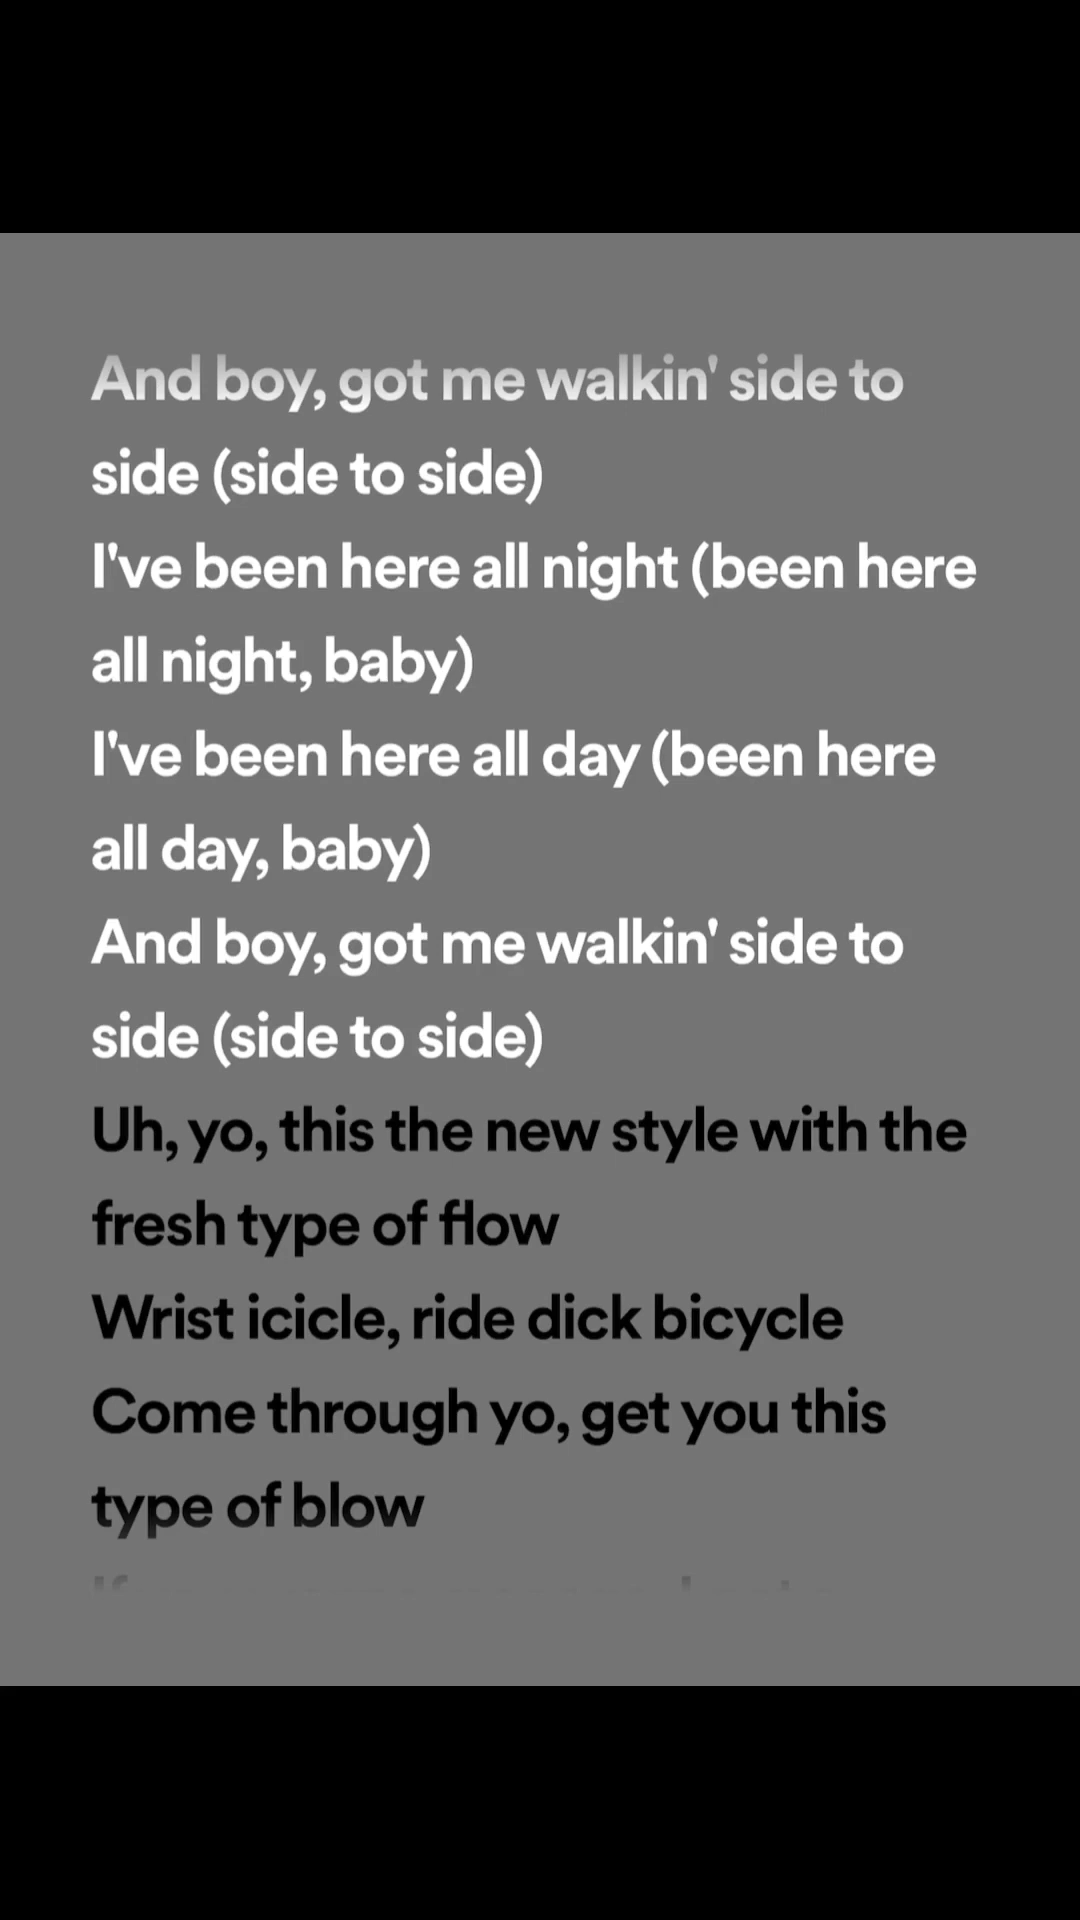 And boy, got me walkin' side to
side (side to side)
I've been here all night (been here
all night, baby)
I've been here all day (been here
all day, baby)
And boy, got me walkin' side to
side (side to side)
Uh, yo, this the new style with the
fresh type of flow
Wrist icicle, ride dick bicycle
Come through yo, get you this
type of blow